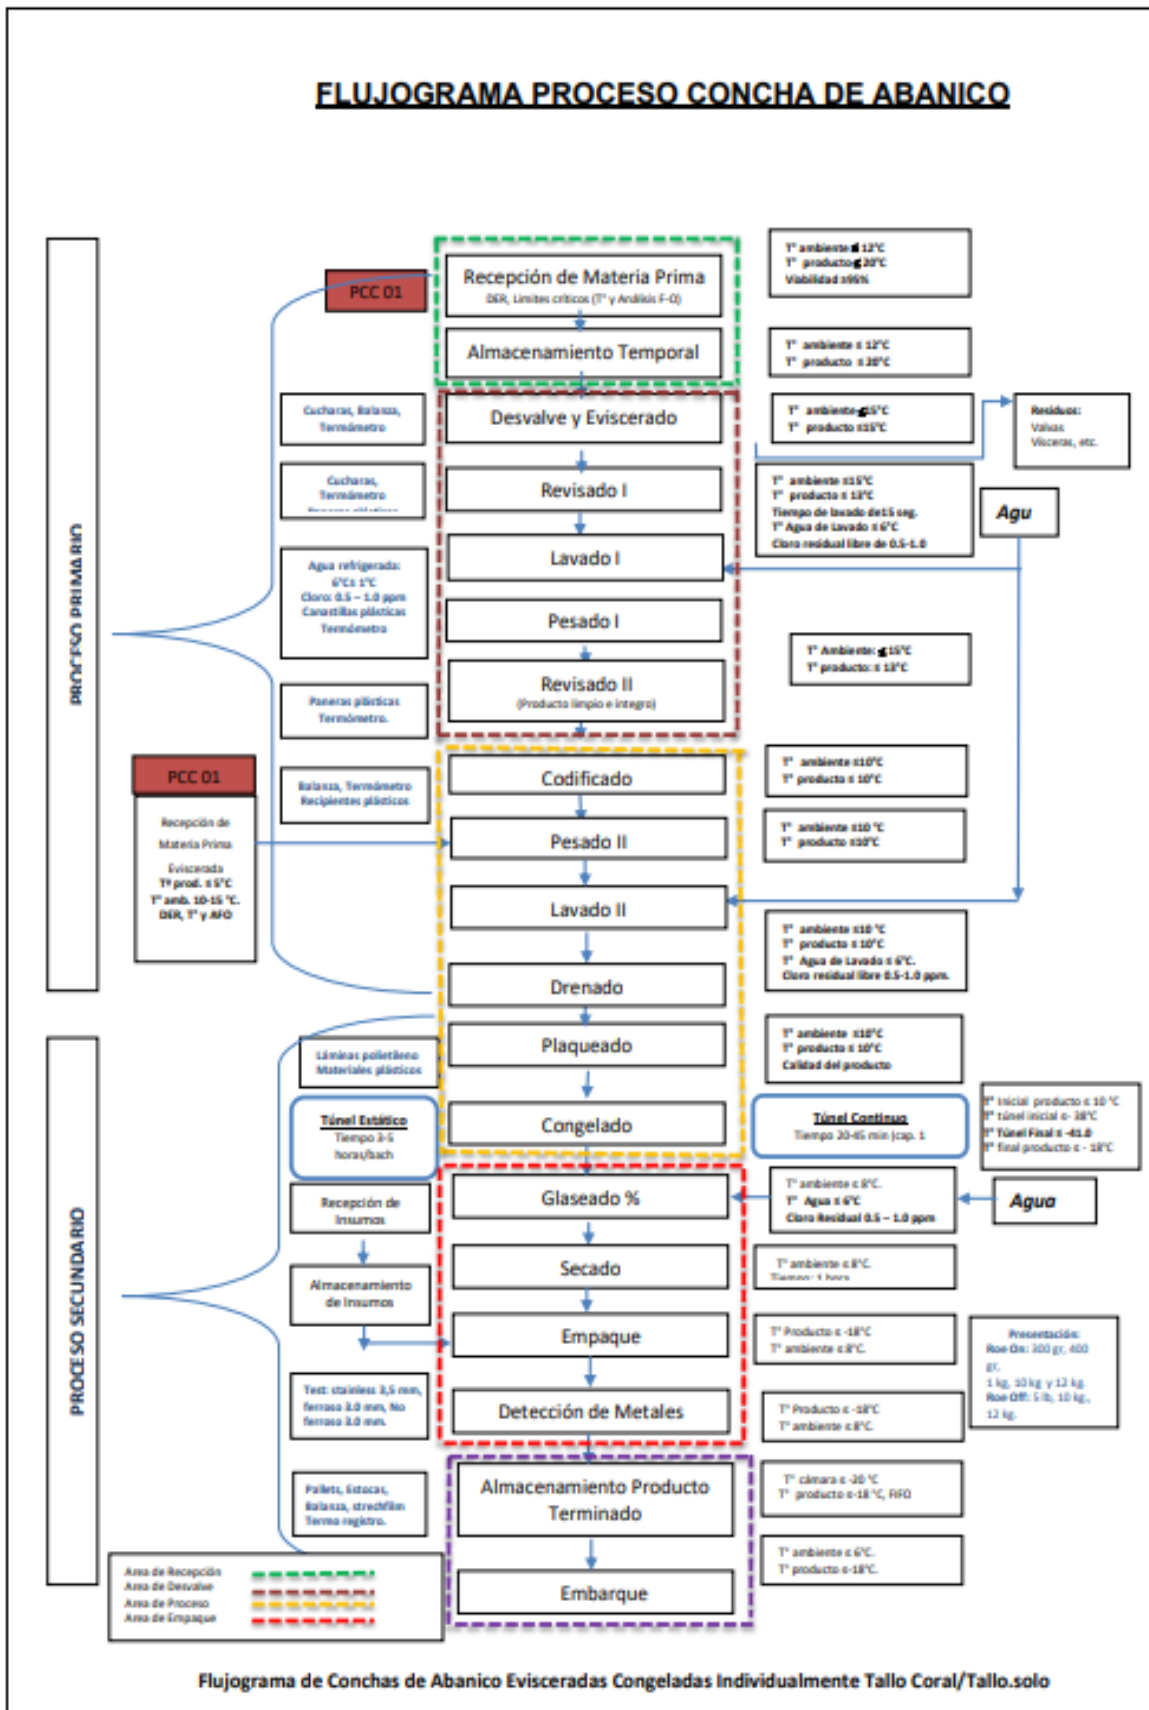 FLUJOGRAMA PROCESO CONCHA DE ABANICO
PROCESO PRIMARIO
PCC 01
Recepción de Materia Prima
DER, Limites críticos (T° y Análisis F-O)
T° ambiente ≤ 12°C
T° producto ≤ 20°C
Viabilidad ≥95%
Almacenamiento Temporal
T° ambiente ≤ 12°C
T° producto ≤ 20°C
Cucharas, Balanza,
Termómetro
Desvalve y Eviscerado
T° ambiente ≤15°C
T° producto ≤15°C
Residuos:
Valvas
Vísceras, etc.
Cucharas,
Termómetro
Revisado I
T° ambiente ≤15°C
T° producto ≤ 13°C
Tiempo de lavado de15 seg.
T° Agua de Lavado ≤ 6°C
Cloro residual libre de 0.5-1.0
Agu
Agua refrigerada:
6°C± 1°C
Cloro: 0.5 – 1.0 ppm
Canastillas plásticas
Termómetro
Lavado I
Pesado I
Revisado II
(Producto limpio e integro)
T° Ambiente: ≤15°C
T° producto: ≤ 13°C
Paneras plásticas
Termómetro.
PCC 01
Recepción de
Materia Prima
Eviscerada
Tº prod. ≤ 5°C
T° amb. 10-15 °C.
DER, T° y AFO
Balanza, Termómetro
Recipientes plásticos
Codificado
T° ambiente ≤10°C
T° producto ≤ 10°C
Pesado II
T° ambiente ≤10 °C
T° producto ≤10°C
Lavado II
T° ambiente ≤10 °C
T° producto ≤ 10°C
T° Agua de Lavado ≤ 6°C.
Cloro residual libre 0.5-1.0 ppm.
Drenado
PROCESO SECUNDARIO
Láminas polietileno
Materiales plásticos
Plaqueado
T° ambiente ≤10°C
T° producto ≤ 10°C
Calidad del producto
Túnel Estático
Tiempo 3-5
horas/bach
Congelado
Túnel Continuo
Tiempo 20-45 min (cap. 1
T° Inicial producto ≤ 10 °C
T° túnel inicial ≤- 38°C
T° Túnel Final ≤ -41.0
T° final producto ≤ - 18°C
Recepción de
Insumos
Glaseado %
T° ambiente ≤ 8°C.
T° Agua ≤ 6°C
Cloro Residual 0.5 – 1.0 ppm
Agua
Almacenamiento
de Insumos
Secado
T° ambiente ≤ 8°C.
Tiempo: 1 hora
Empaque
T° Producto ≤ -18°C
T° ambiente ≤ 8°C.
Presentación:
Roe On: 300 gr, 400
gr,
1 kg, 10 kg y 12 kg.
Roe Off: 5 lb, 10 kg.,
12 kg.
Test: stainless 3,5 mm,
ferroso 3.0 mm, No
ferroso 3.0 mm.
Detección de Metales
T° Producto ≤ -18°C
T° ambiente ≤ 8°C.
Pallets, Estocas,
Balanza, strechfilm
Termo registro.
Almacenamiento Producto
Terminado
T° cámara ≤ -20 °C
T° producto ≤-18 °C, FIFO
Embarque
T° ambiente ≤ 6°C.
T° producto ≤-18°C.
Area de Recepción
Area de Desvalve
Area de Proceso
Area de Empaque
Flujograma de Conchas de Abanico Evisceradas Congeladas Individualmente Tallo Coral/Tallo.solo